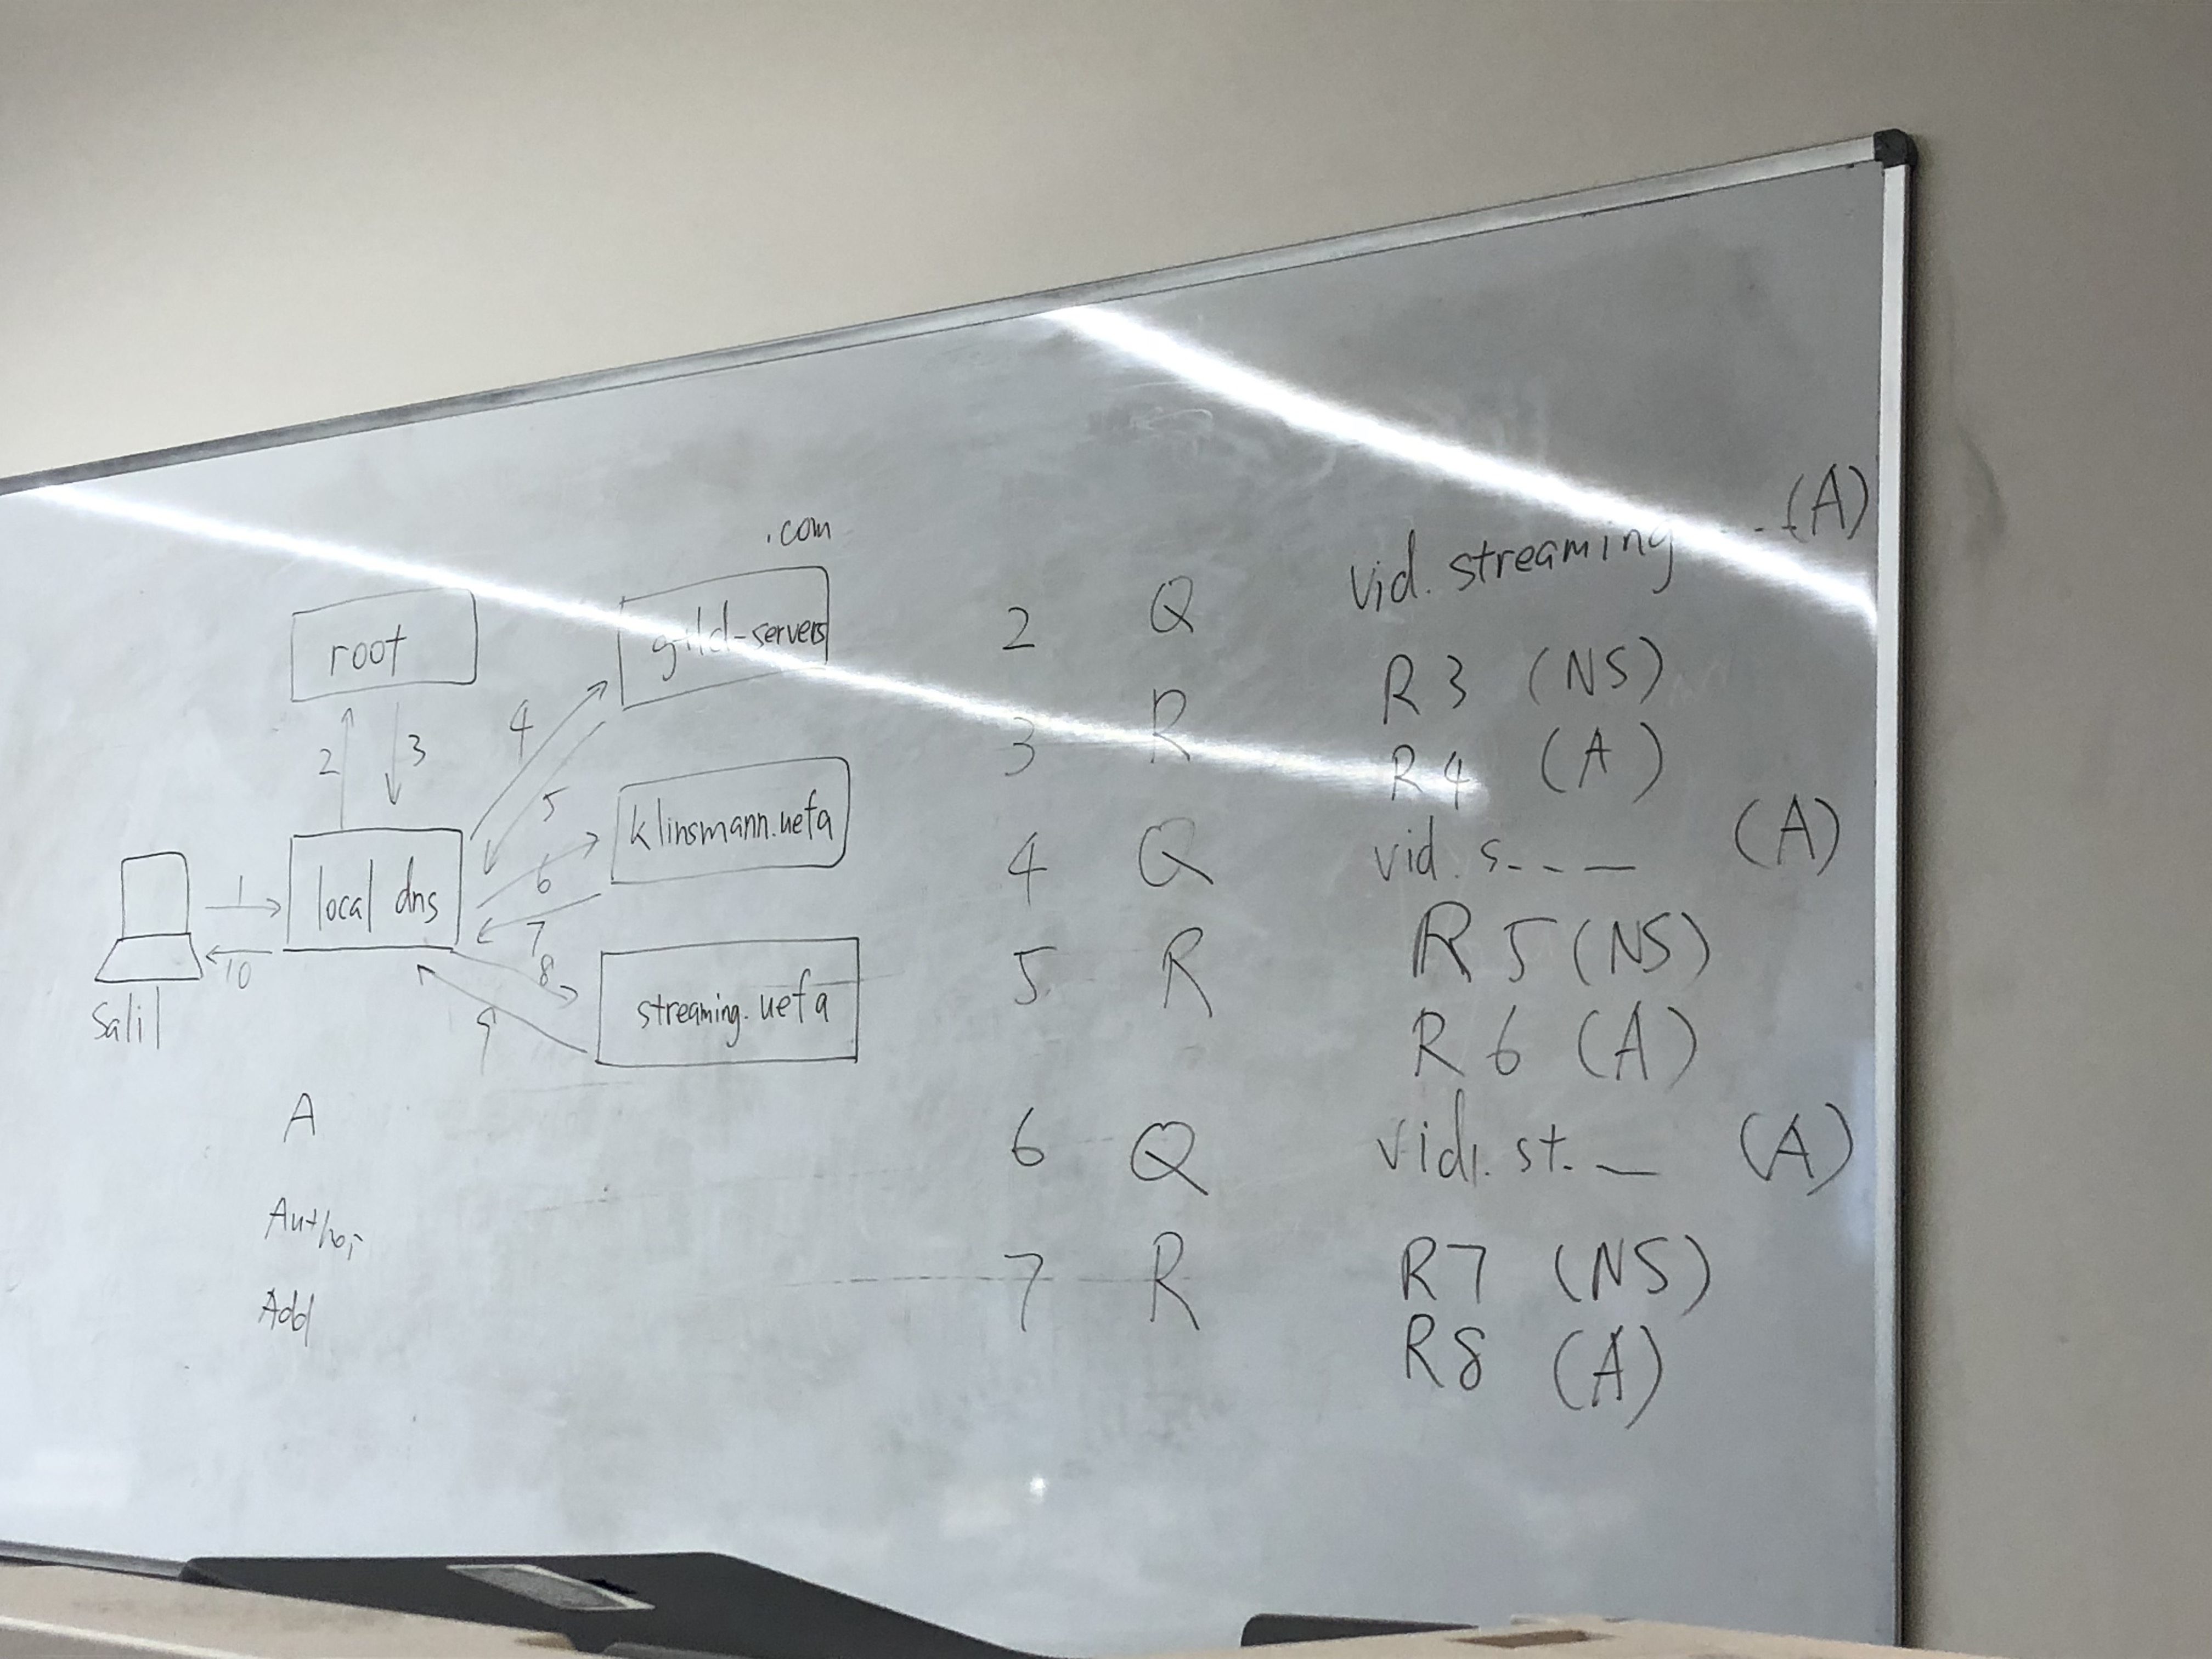 .com
root
gtld-servers
2
3
4
5
klinsmann.uefa
local dns
1
6
7
10
8
streaming.uefa
9
Salil
A
Author
Add
2 Q vid. streaming --- (A)
3 R R3 (NS)
R4 (A)
4 Q vid. s--- (A)
5 R R5 (NS)
R6 (A)
6 Q vid1. st.-- (A)
7 R R7 (NS)
R8 (A)